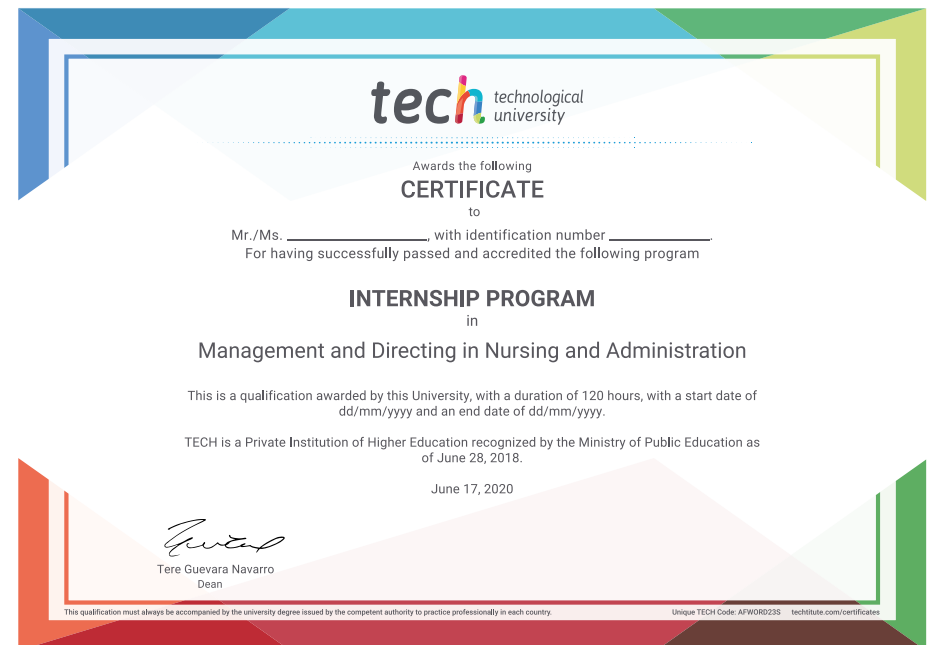 tech technological
university
Awards the following
CERTIFICATE
to
Mr./Ms. ____________________, with identification number ______________.
For having successfully passed and accredited the following program
INTERNSHIP PROGRAM
in
Management and Directing in Nursing and Administration
This is a qualification awarded by this University, with a duration of 120 hours, with a start date of
dd/mm/yyyy and an end date of dd/mm/yyyy.
TECH is a Private Institution of Higher Education recognized by the Ministry of Public Education as
of June 28, 2018.
June 17, 2020
Tere Guevara Navarro
Dean
This qualification must always be accompanied by the university degree issued by the competent authority to practice professionally in each country.
Unique TECH Code: AFWORD23S techtitute.com/certificates